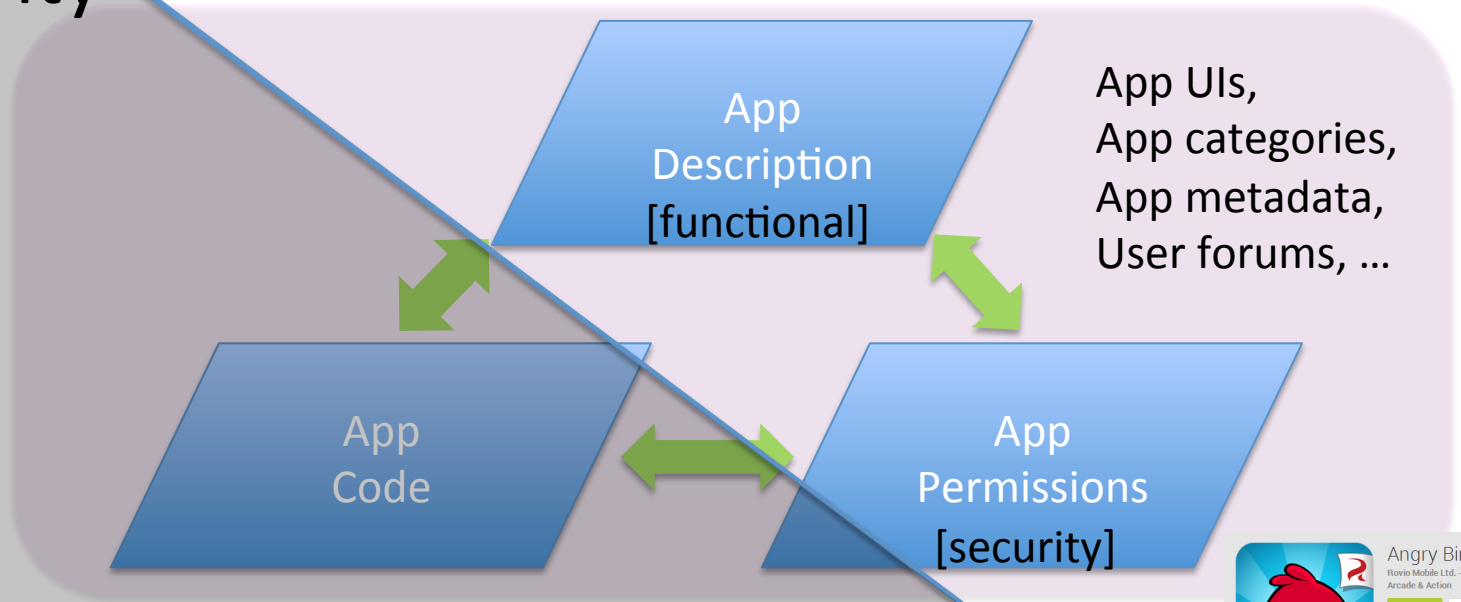 App
Description
[functional]
App UIs,
App categories,
App metadata,
User forums, ...
App
Code
App
Permissions
[security]
Angry
Rovio Mobile Ltd. -
Arcade & Action